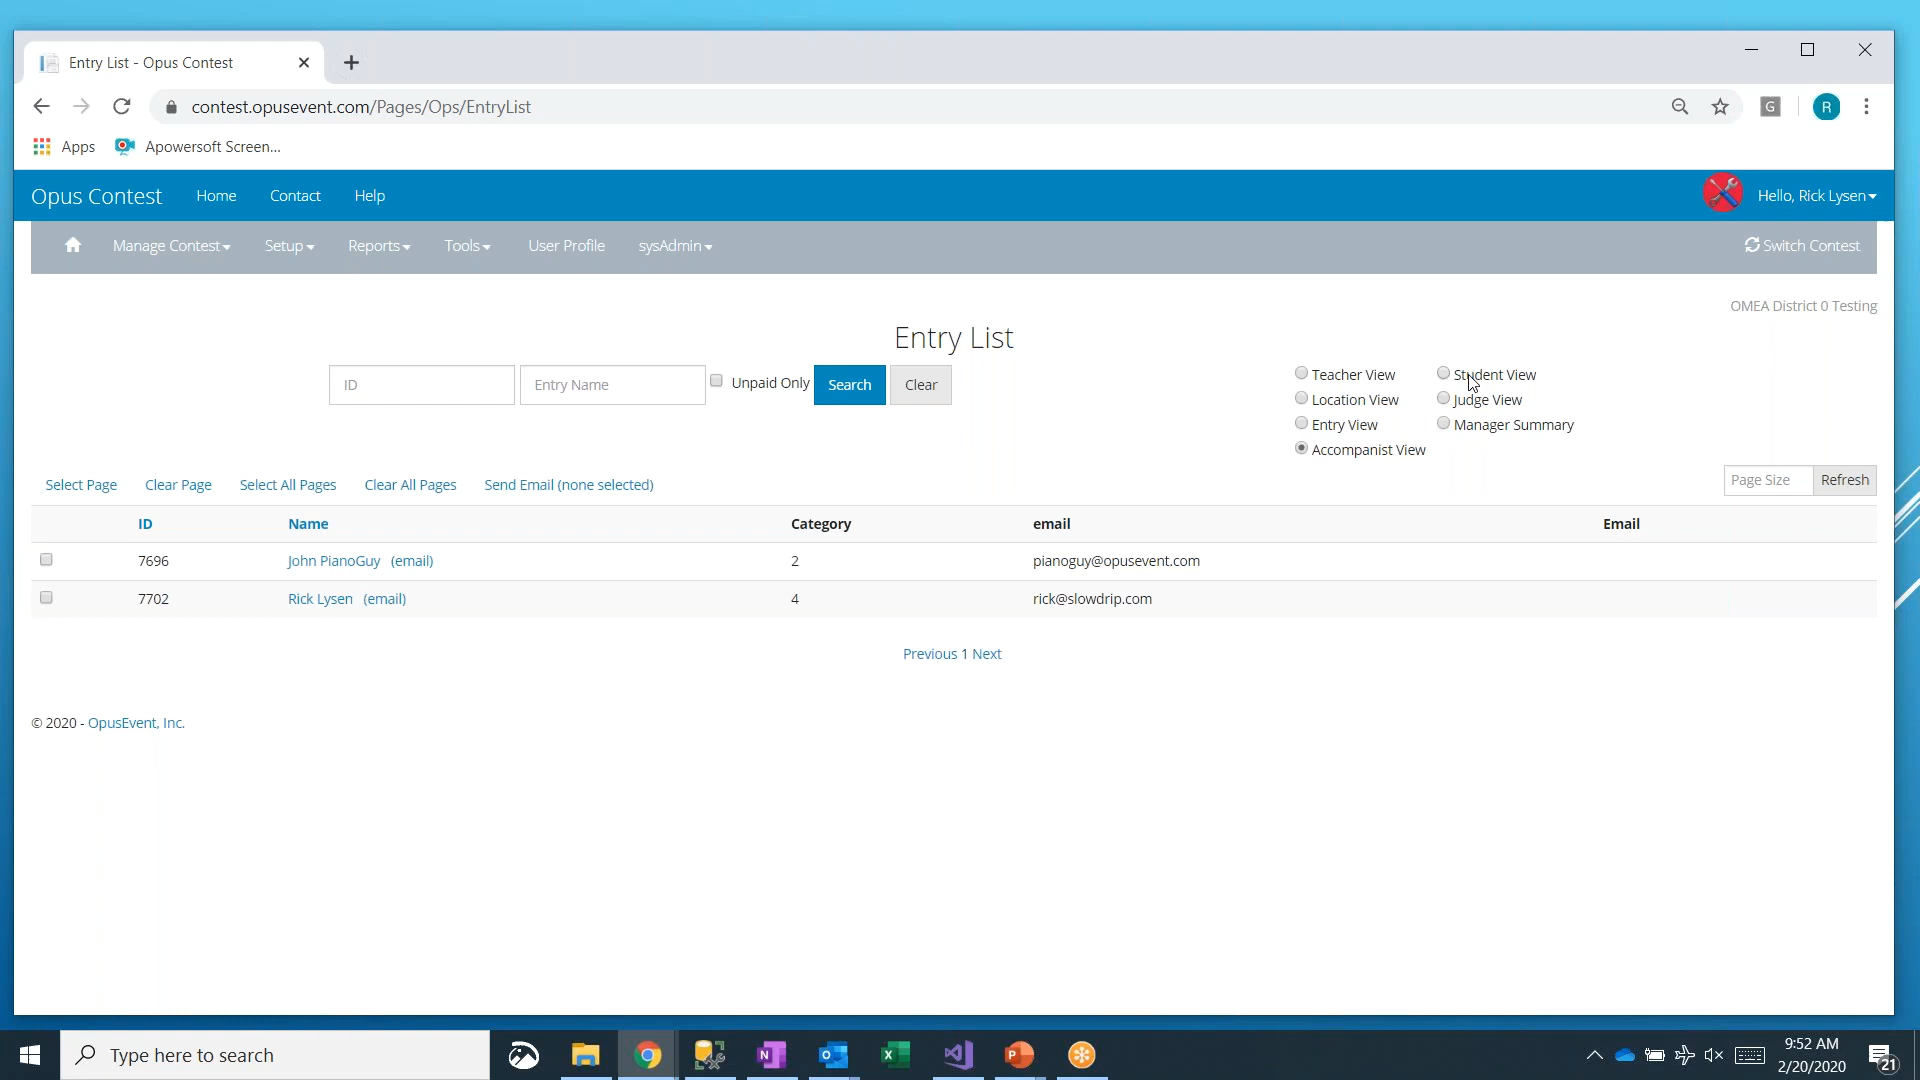 Entry List - Opus Contest
contest.opusevent.com/Pages/Ops/EntryList
G
R
Apps Apowersoft Screen...
Opus Contest Home Contact Help Hello, Rick Lysen
Manage Contest Setup Reports Tools User Profile sysAdmin Switch Contest
OMEA District 0 Testing
Entry List
ID Entry Name Unpaid Only Search Clear
Teacher View Student View
Location View Judge View
Entry View Manager Summary
Accompanist View
Select Page Clear Page Select All Pages Clear All Pages Send Email (none selected) Page Size Refresh
ID Name Category email Email
7696 John PianoGuy (email) 2 pianoguy@opusevent.com
7702 Rick Lysen (email) 4 rick@slowdrip.com
Previous 1 Next
© 2020 - OpusEvent, Inc.
Type here to search
9:52 AM
2/20/2020
21